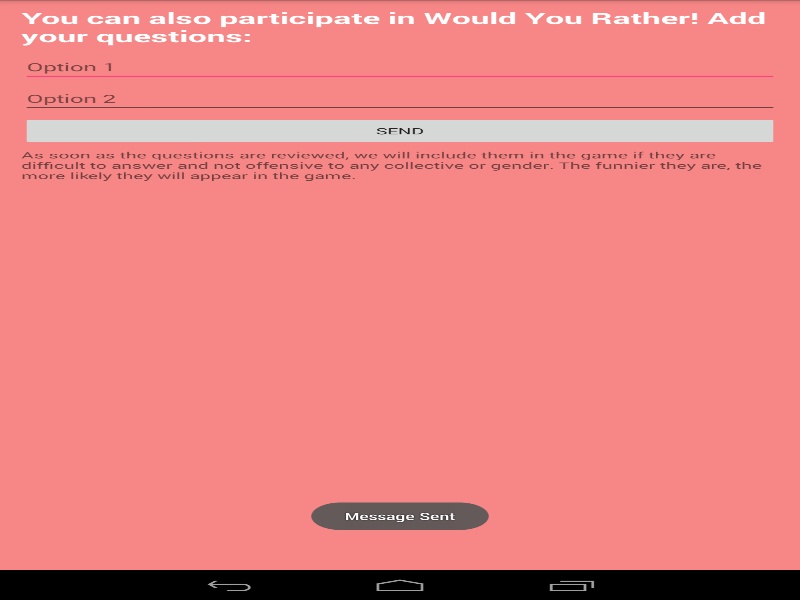 You can also participate in Would You Rather! Add
your questions:
Option 1
Option 2
SEND
As soon as the questions are reviewed, we will include them in the game if they are
difficult to answer and not offensive to any collective or gender. The funnier they are, the
more likely they will appear in the game.
Message Sent